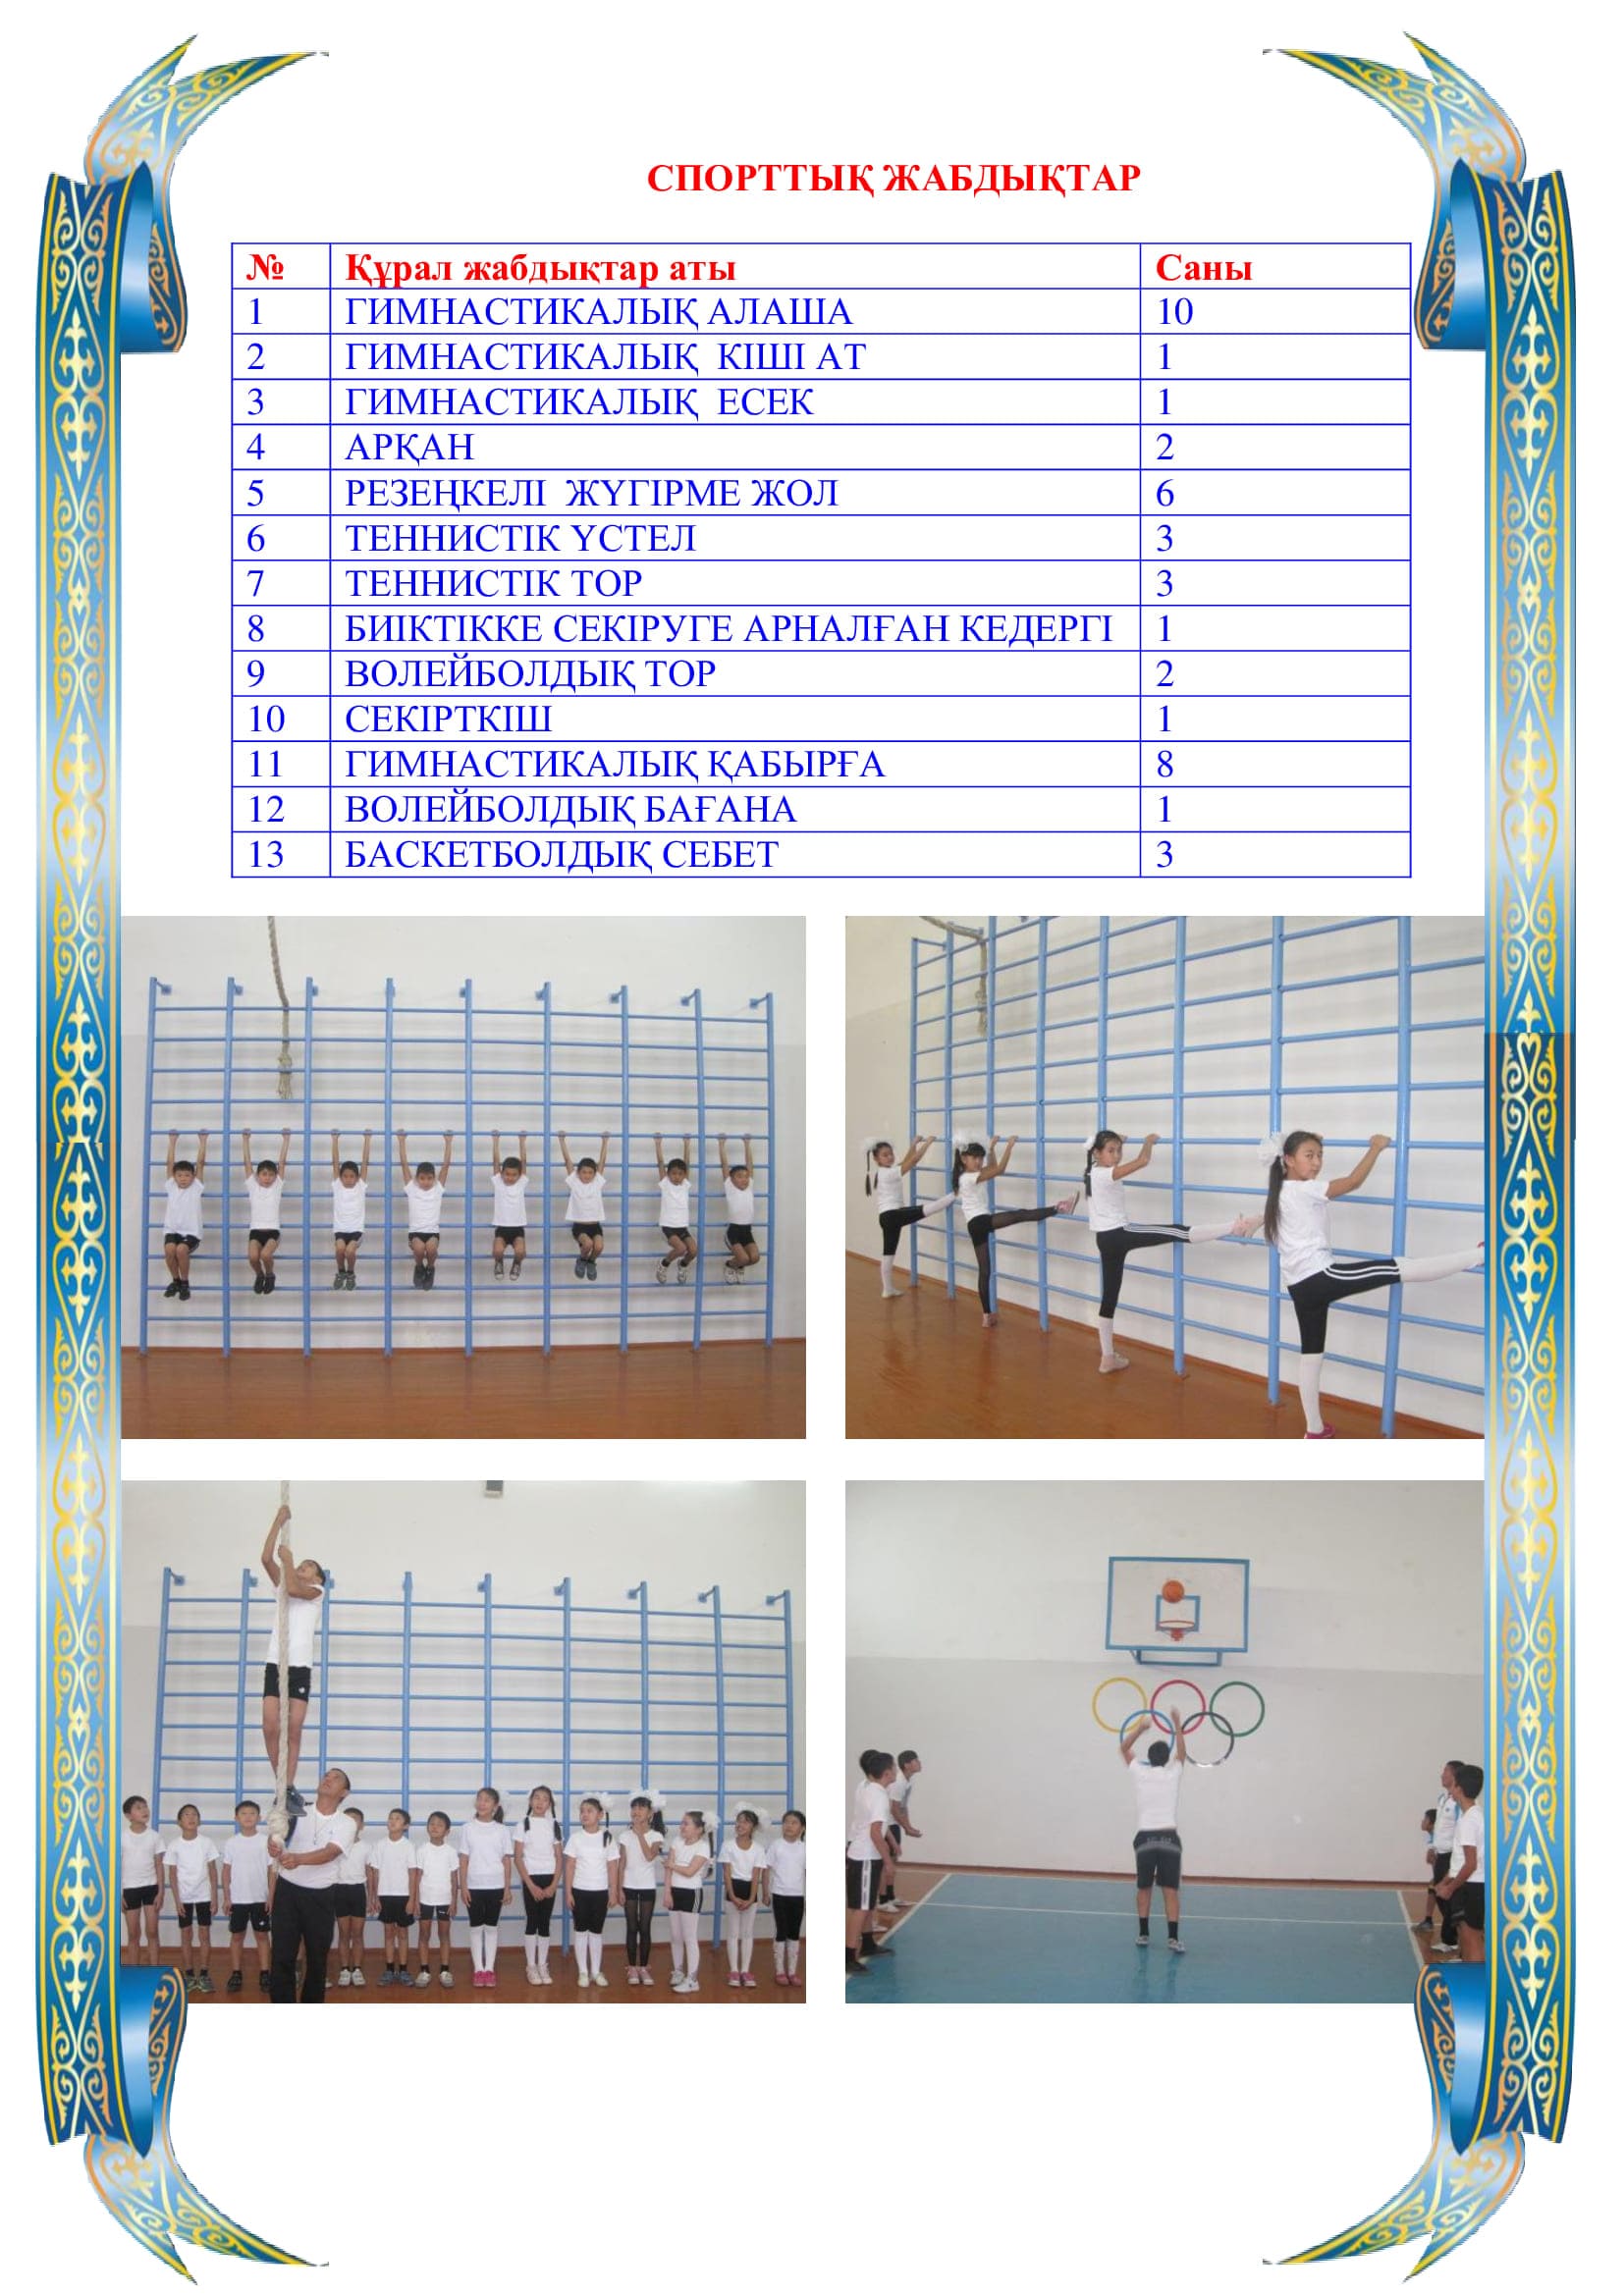 СПОРТТЫҚ ЖАБДЫҚТАР
№ Құрал жабдықтар аты Саны
1 ГИМНАСТИКАЛЫҚ АЛАША 10
2 ГИМНАСТИКАЛЫҚ КІШІ АТ 1
3 ГИМНАСТИКАЛЫҚ ЕСЕК 1
4 АРҚАН 2
5 РЕЗЕҢКЕЛІ ЖҮГІРМЕ ЖОЛ 6
6 ТЕННИСТІК ҮСТЕЛ 3
7 ТЕННИСТІК ТОР 3
8 БИІКТІККЕ СЕКІРУГЕ АРНАЛҒАН КЕДЕРГІ 1
9 ВОЛЕЙБОЛДЫҚ ТОР 2
10 СЕКІРТКІШ 1
11 ГИМНАСТИКАЛЫҚ ҚАБЫРҒА 8
12 ВОЛЕЙБОЛДЫҚ БАҒАНА 1
13 БАСКЕТБОЛДЫҚ СЕБЕТ 3